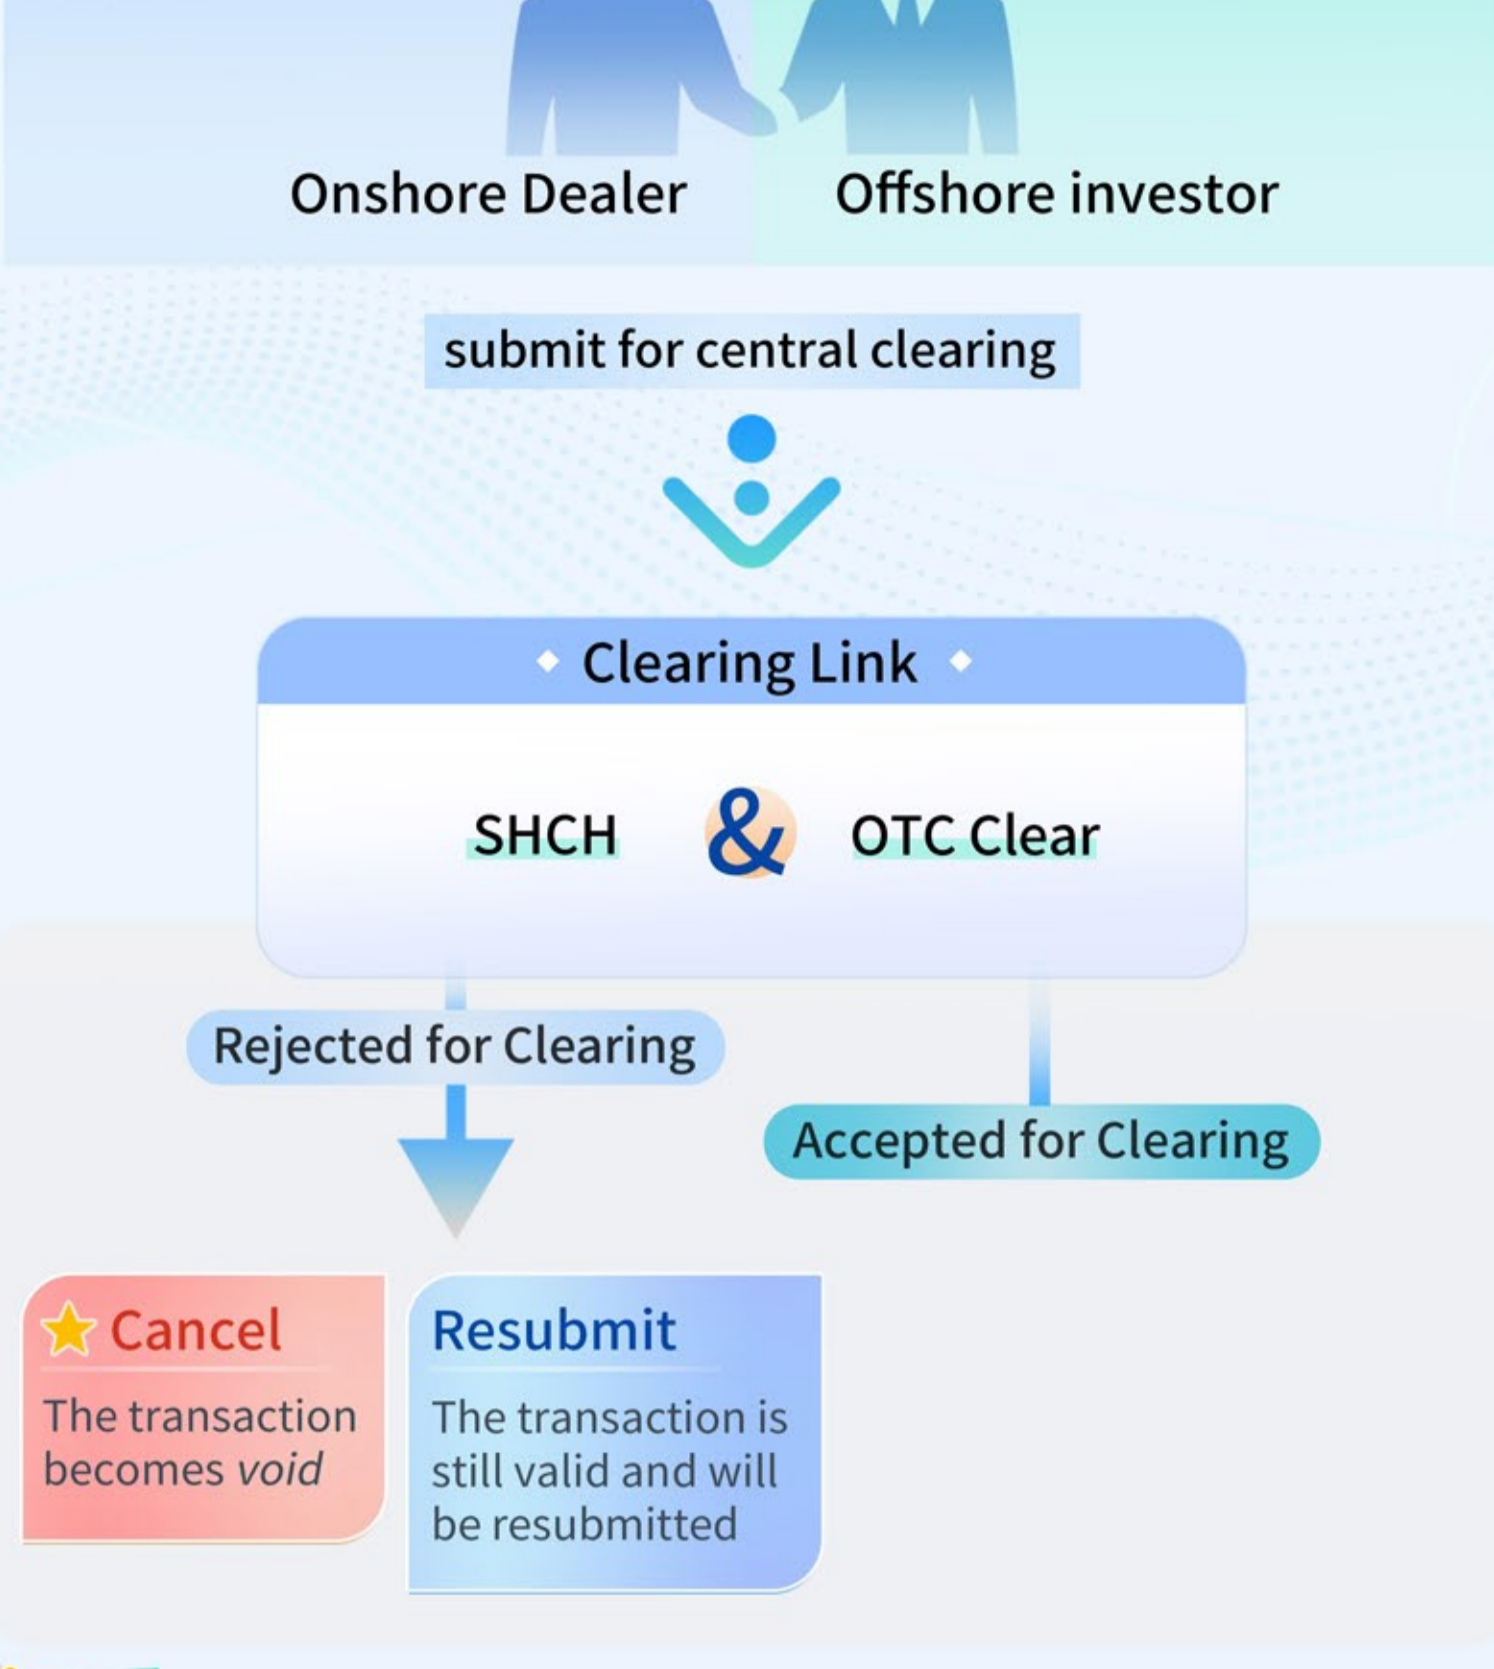 Onshore Dealer
Offshore investor
submit for central clearing
Clearing Link
SHCH & OTC Clear
Rejected for Clearing
Accepted for Clearing
Cancel
The transaction
becomes void
Resubmit
The transaction is
still valid and will
be resubmitted